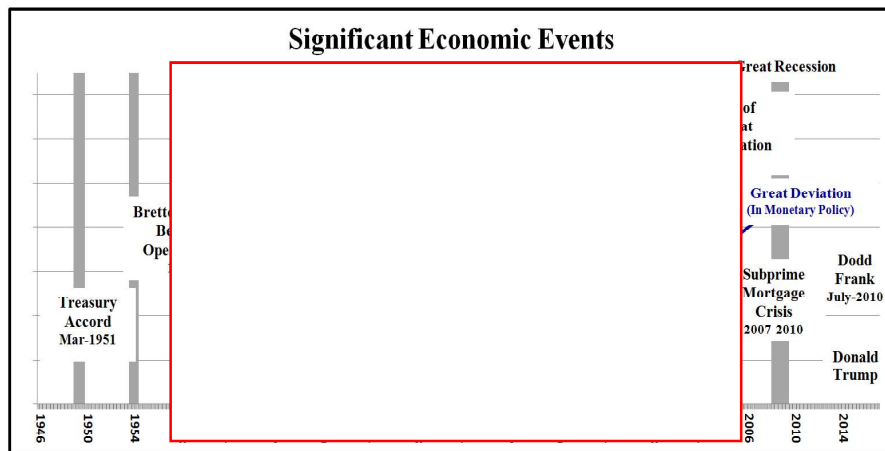 Significant Economic Events
Great Recession
of
Great Deviation
(In Monetary Policy)
Treasury
Accord
Mar-1951
Subprime
Mortgage
Crisis
2007 2010
Dodd
Frank
July-2010
Donald
Trump
1946
1950
1954
2006
2010
2014